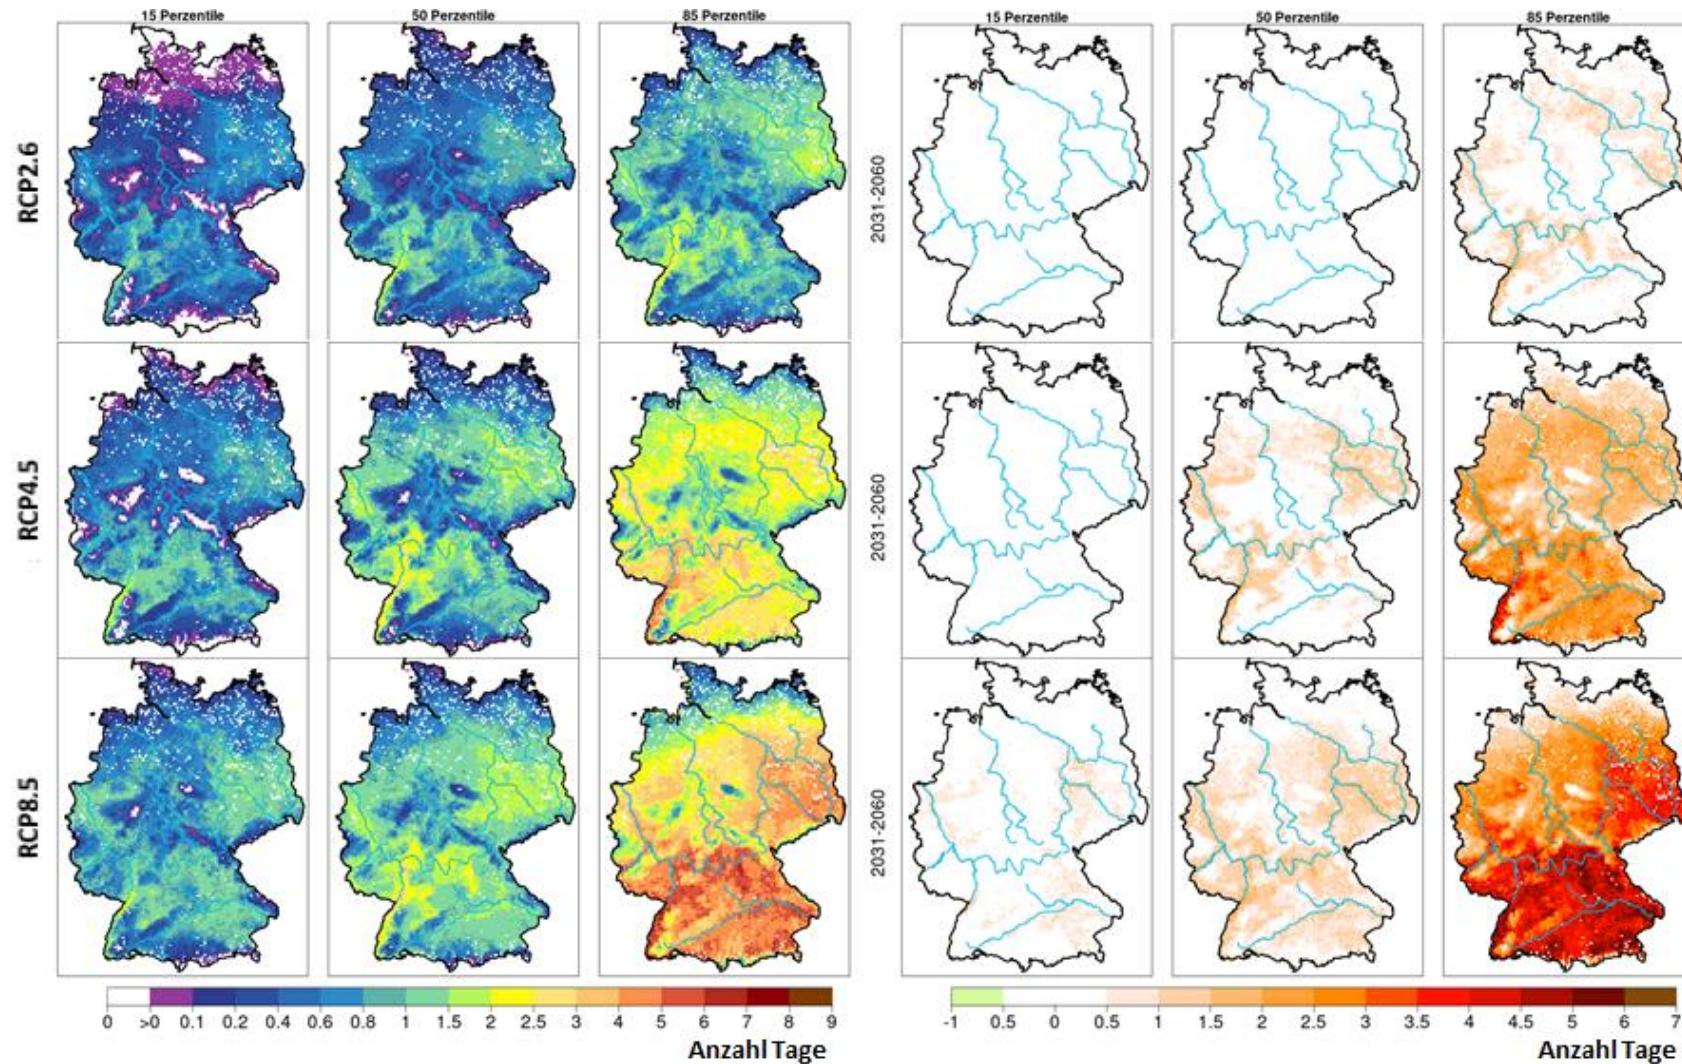 15 Perzentile 50 Perzentile 85 Perzentile 15 Perzentile 50 Perzentile 85 Perzentile
RCP2.6
2031-2060
RCP4.5
2031-2060
RCP8.5
2031-2060
0 >0 0.1 0.2 0.4 0.6 0.8 1 1.5 2 2.5 3 4 5 6 7 8 9
-1 0.5 0 0.5 1 1.5 2 2.5 3 3.5 4 4.5 5 6 7
Anzahl Tage Anzahl Tage